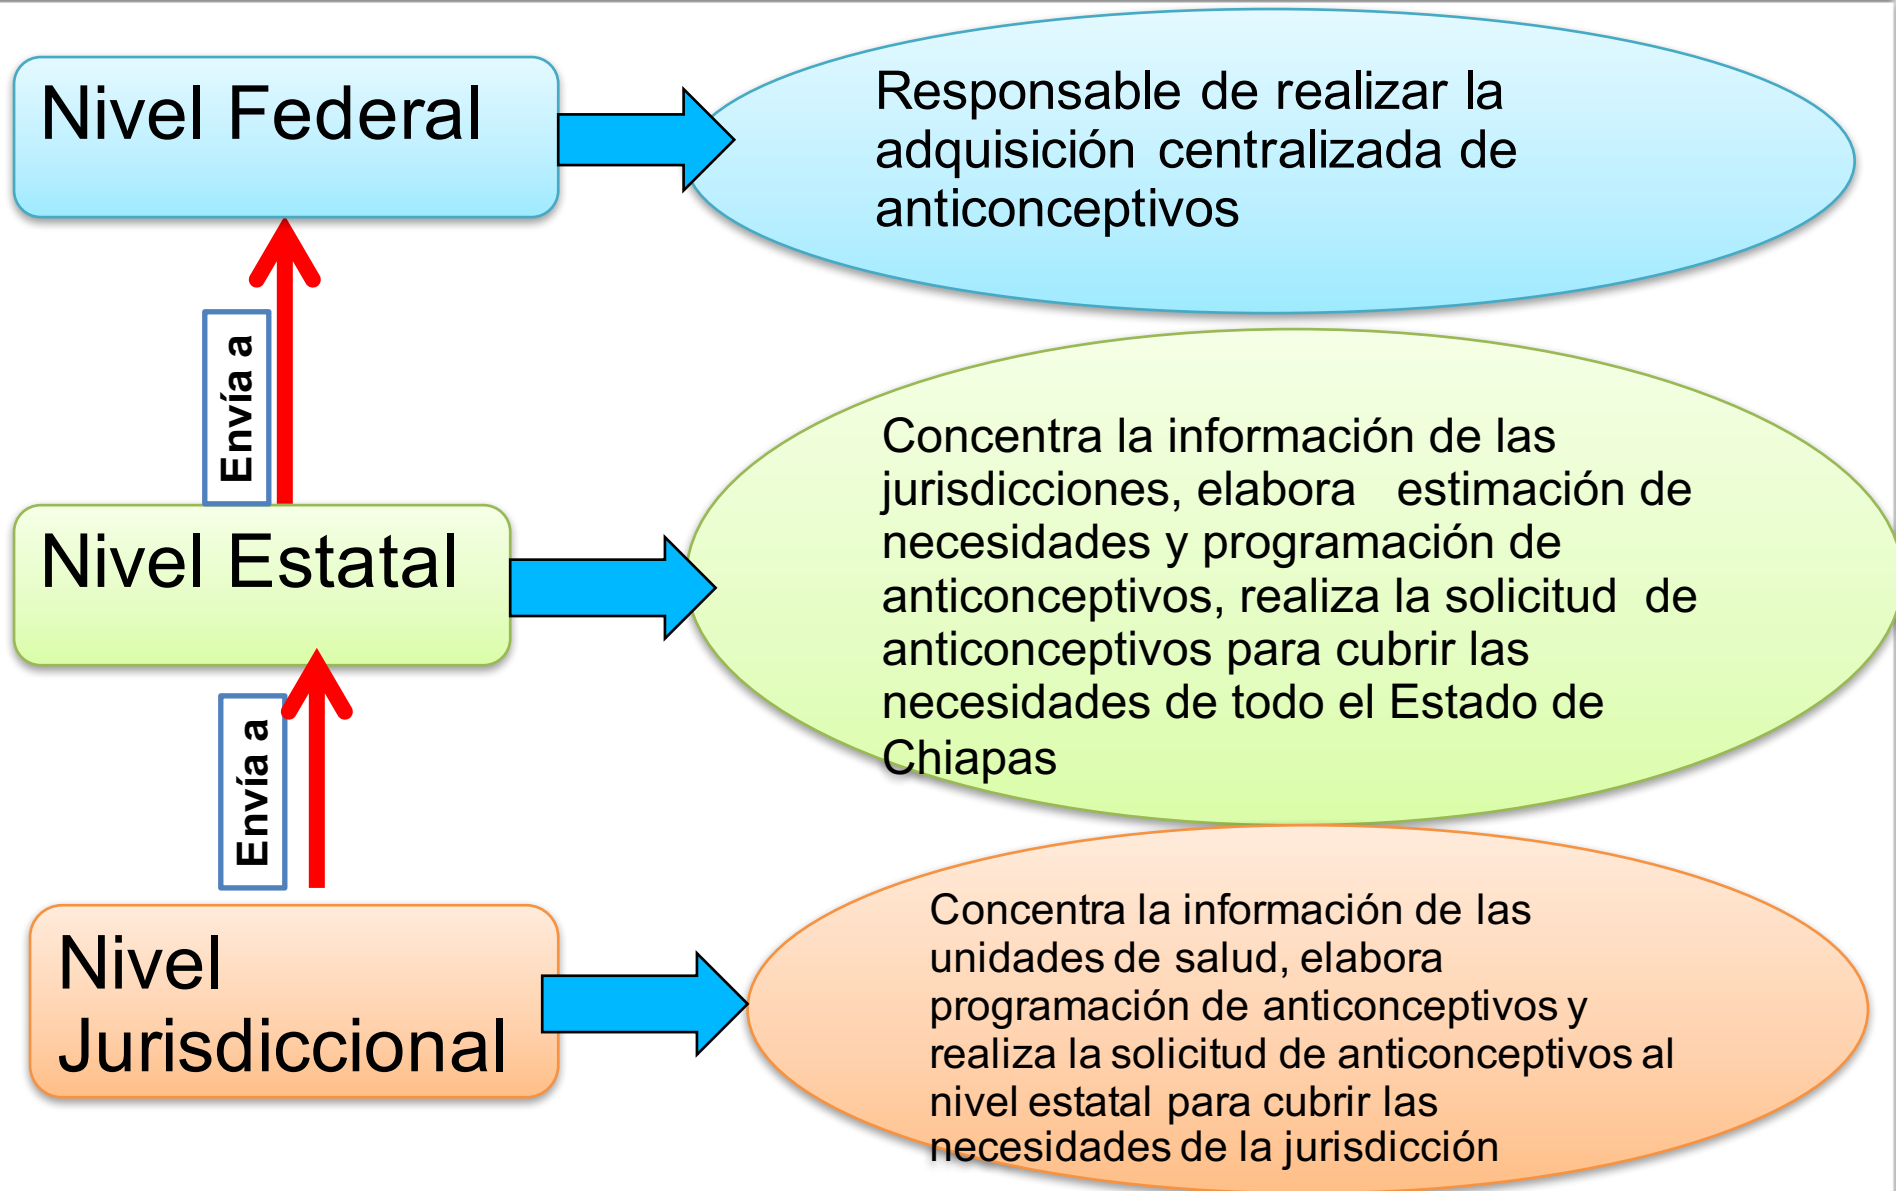 Nivel Federal
Responsable de realizar la
adquisición centralizada de
anticonceptivos
Envía a
Nivel Estatal
Concentra la información de las
jurisdicciones, elabora estimación de
necesidades y programación de
anticonceptivos, realiza la solicitud de
anticonceptivos para cubrir las
necesidades de todo el Estado de
Chiapas
Envía a
Nivel
Jurisdiccional
Concentra la información de las
unidades de salud, elabora
programación de anticonceptivos y
realiza la solicitud de anticonceptivos al
nivel estatal para cubrir las
necesidades de la jurisdicción